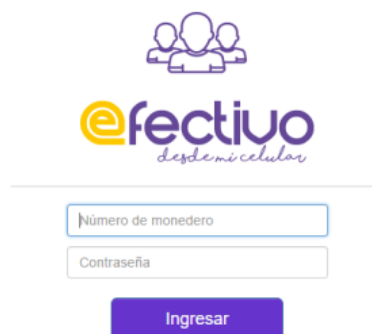 efectivo
desde mi celular
Número de monedero
Contraseña
Ingresar